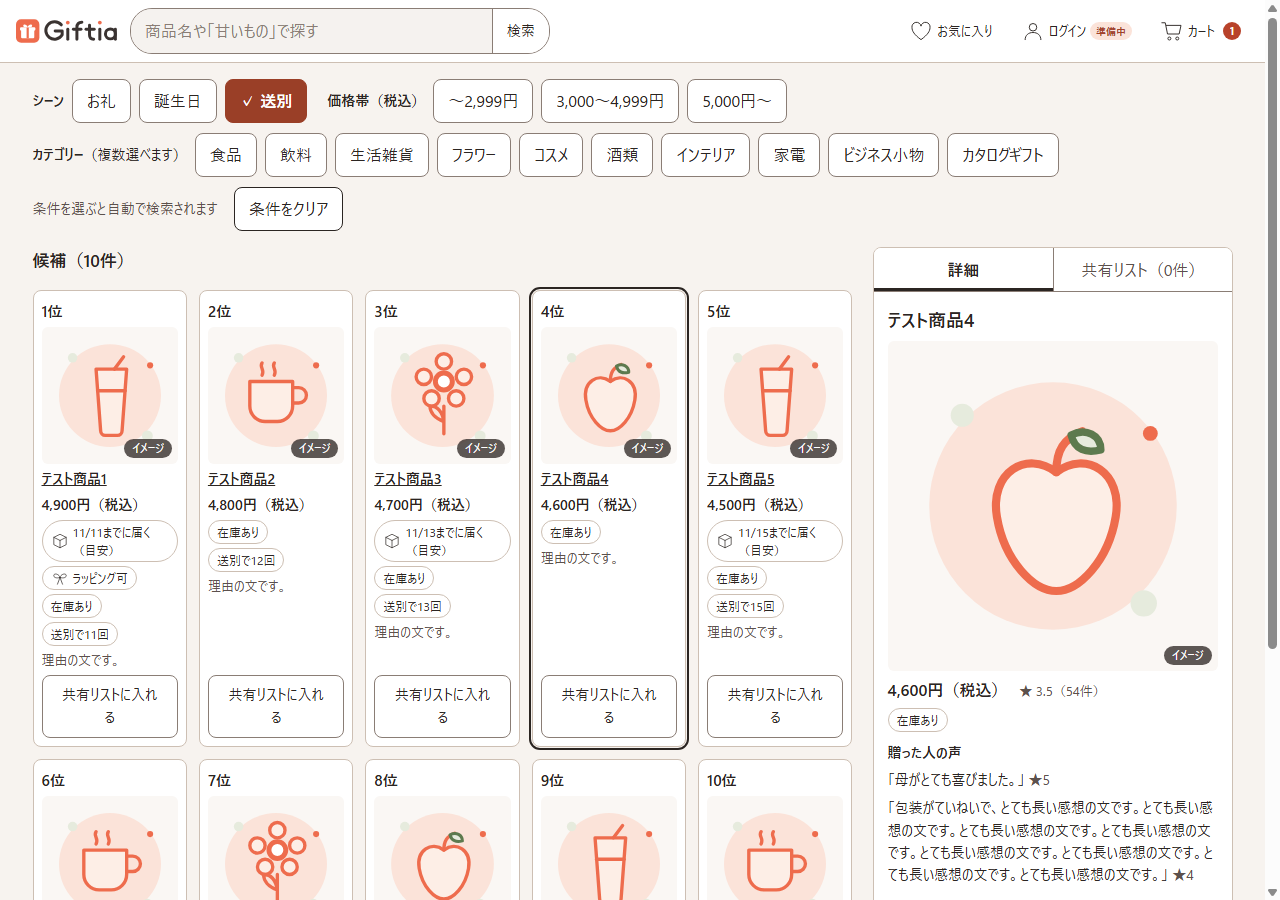 Giftia
商品名や「甘いもの」で探す
検索
お気に入り
ログイン 準備中
カート 1
シーン お礼 誕生日 ✓ 送別 価格帯（税込） 〜2,999円 3,000〜4,999円 5,000円〜
カテゴリー（複数選べます） 食品 飲料 生活雑貨 フラワー コスメ 酒類 インテリア 家電 ビジネス小物 カタログギフト
条件を選ぶと自動で検索されます 条件をクリア
候補（10件）
1位
イメージ
テスト商品1
4,900円（税込）
11/11までに届く
（目安）
ラッピング可
在庫あり
送別で11回
理由の文です。
共有リストに入れ
る
2位
イメージ
テスト商品2
4,800円（税込）
在庫あり
送別で12回
理由の文です。
共有リストに入れ
る
3位
イメージ
テスト商品3
4,700円（税込）
11/13までに届く
（目安）
在庫あり
送別で13回
理由の文です。
共有リストに入れ
る
4位
イメージ
テスト商品4
4,600円（税込）
在庫あり
理由の文です。
共有リストに入れ
る
5位
イメージ
テスト商品5
4,500円（税込）
11/15までに届く
（目安）
在庫あり
送別で15回
理由の文です。
共有リストに入れ
る
6位
7位
8位
9位
10位
詳細
共有リスト（0件）
テスト商品4
イメージ
4,600円（税込） ★ 3.5（54件）
在庫あり
贈った人の声
「母がとても喜びました。」★5
「包装がていねいで、とても長い感想の文です。とても長い感
想の文です。とても長い感想の文です。とても長い感想の文
です。とても長い感想の文です。とても長い感想の文です。と
ても長い感想の文です。とても長い感想の文です。」★4